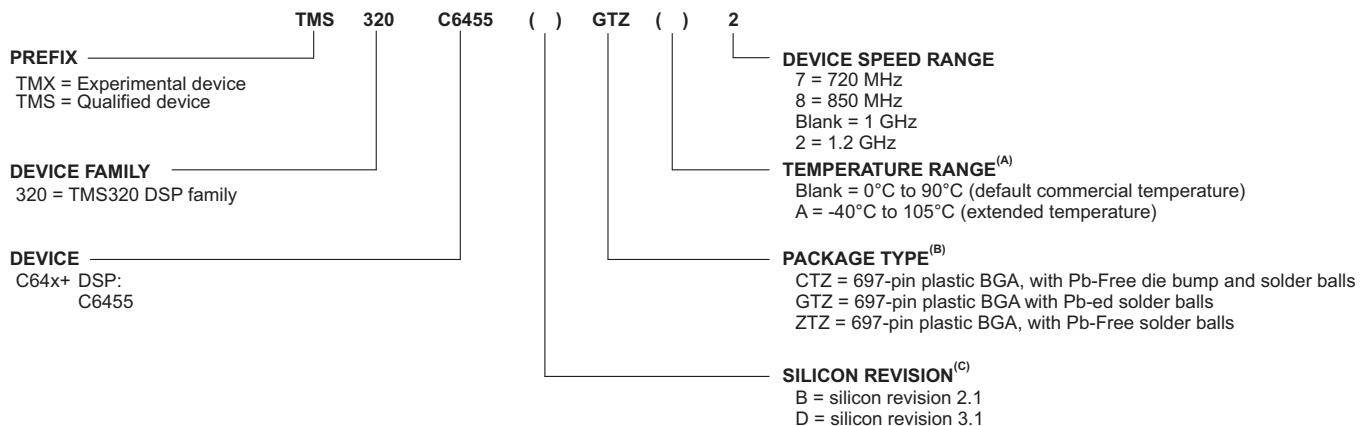 TMS 320 C6455 ( ) GTZ ( ) 2
PREFIX
TMX = Experimental device
TMS = Qualified device
DEVICE FAMILY
320 = TMS320 DSP family
DEVICE
C64x+ DSP:
C6455
DEVICE SPEED RANGE
7 = 720 MHz
8 = 850 MHz
Blank = 1 GHz
2 = 1.2 GHz
TEMPERATURE RANGE(A)
Blank = 0°C to 90°C (default commercial temperature)
A = -40°C to 105°C (extended temperature)
PACKAGE TYPE(B)
CTZ = 697-pin plastic BGA, with Pb-Free die bump and solder balls
GTZ = 697-pin plastic BGA with Pb-ed solder balls
ZTZ = 697-pin plastic BGA, with Pb-Free solder balls
SILICON REVISION(C)
B = silicon revision 2.1
D = silicon revision 3.1